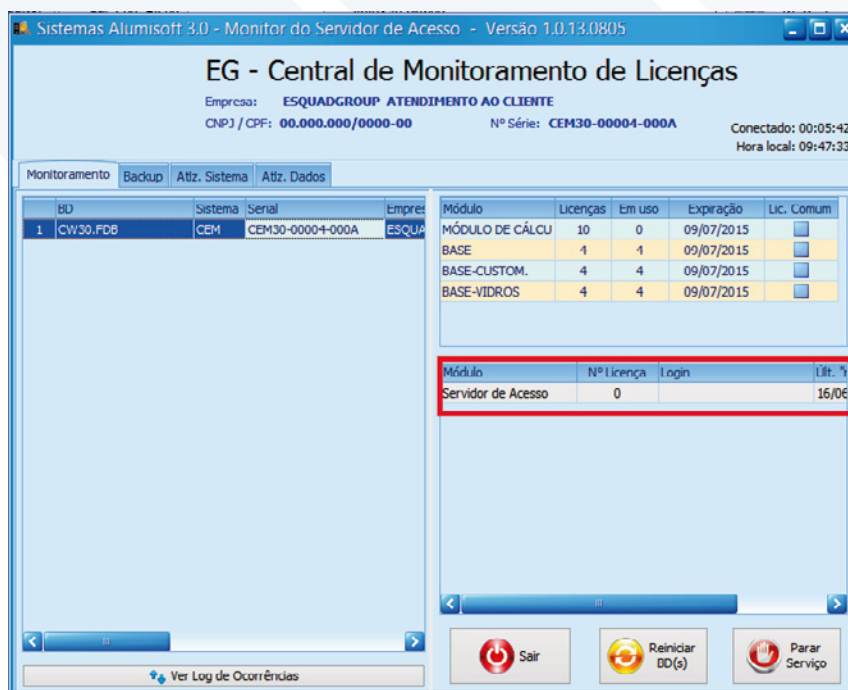 Sistemas Alumisoft 3.0 - Monitor do Servidor de Acesso - Versão 1.0.13.0805
EG - Central de Monitoramento de Licenças
Empresa: ESQUADGROUP ATENDIMENTO AO CLIENTE
CNPJ / CPF: 00.000.000/0000-00 Nº Série: CEM30-00004-000A
Conectado: 00:05:42
Hora local: 09:47:33
Monitoramento Backup Atlz. Sistema Atlz. Dados
BD Sistema Serial Empres
1 CW30.FDB CEM CEM30-00004-000A ESQUA
Módulo Licenças Em uso Expiração Lic. Comum
MÓDULO DE CÁLCU 10 0 09/07/2015
BASE 4 4 09/07/2015
BASE-CUSTOM. 4 4 09/07/2015
BASE-VIDROS 4 4 09/07/2015
Módulo Nº Licença Login Últ.
Servidor de Acesso 0 16/06
Sair
Reiniciar
BD(s)
Parar
Serviço
Ver Log de Ocorrências